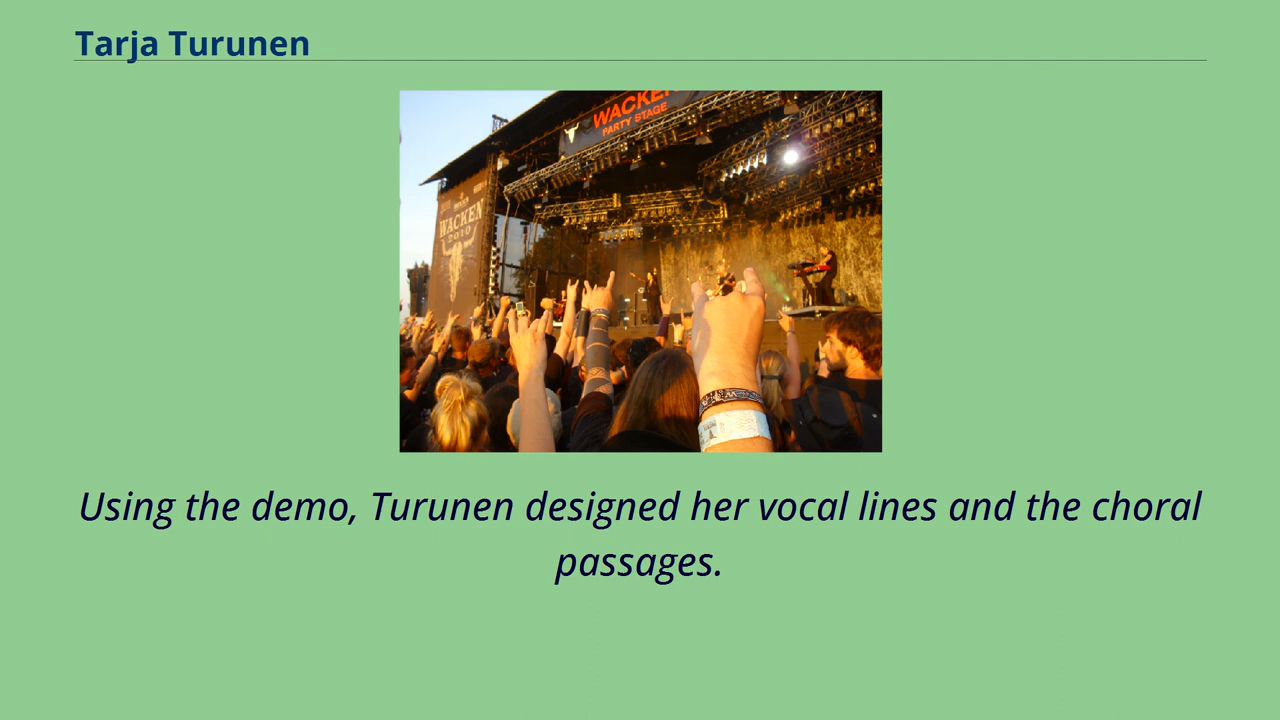 Tarja Turunen
WACKEN
PARTY STAGE
WACKEN
2010
Using the demo, Turunen designed her vocal lines and the choral
passages.